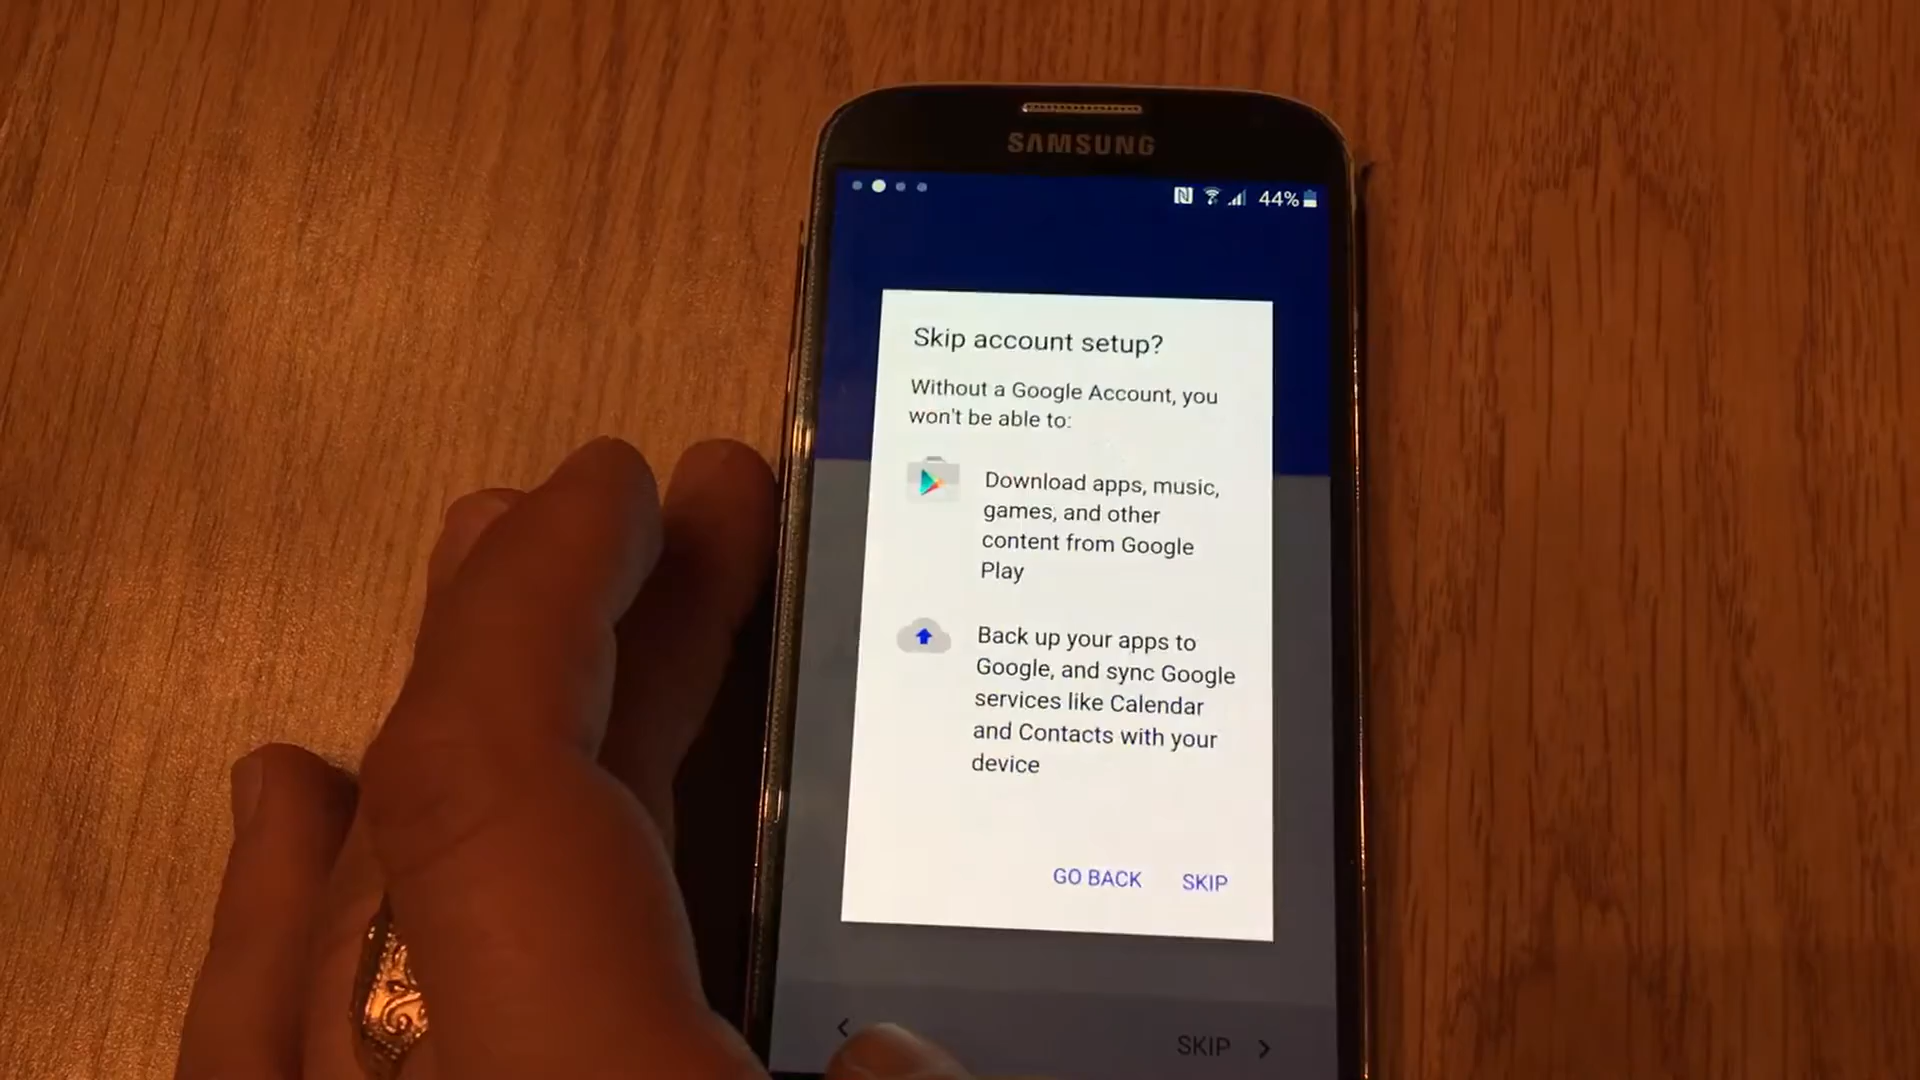 SAMSUNG
44%
Skip account setup?
Without a Google Account, you
won't be able to:
Download apps, music,
games, and other
content from Google
Play
Back up your apps to
Google, and sync Google
services like Calendar
and Contacts with your
device
GO BACK SKIP
SKIP